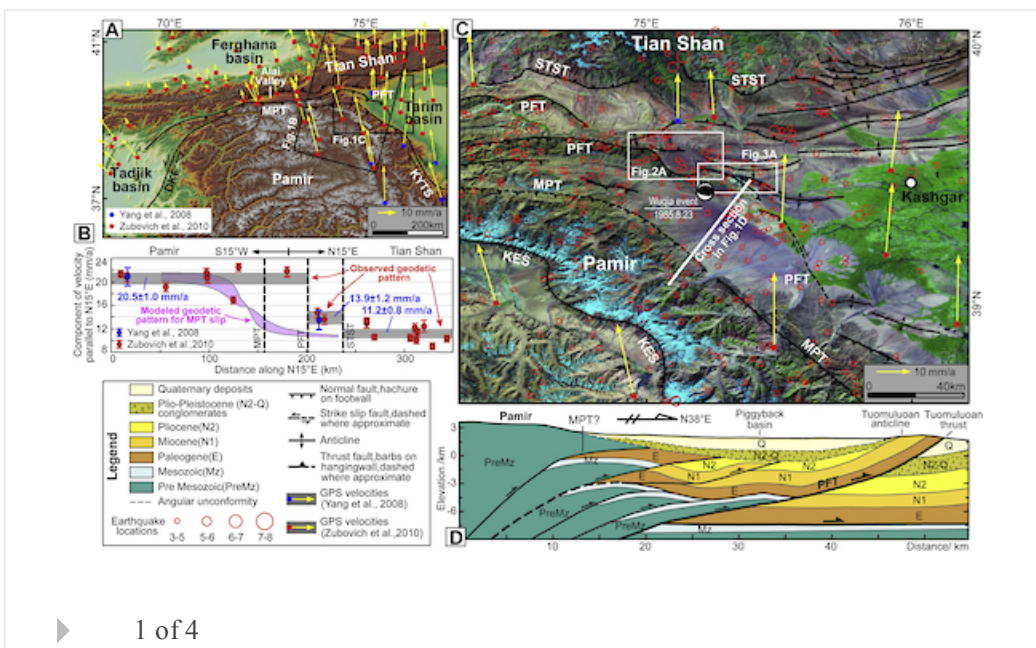 A
70°E
75°E
41°N
Ferghana
basin
Tian Shan
Alai
Valley
MPT
PFT
Tarim
basin
Fig.1B
Fig.1C
Tadjik
basin
Pamir
KYTS
37°N
Yang et al., 2008
Zubovich et al., 2010
10 mm/a
200km
B
Pamir
S15°W
N15°E
Tian Shan
Component of velocity
parallel to N15°E (mm/a)
24
20
16
12
8
Observed geodetic
pattern
20.5±1.0 mm/a
13.9±1.2 mm/a
11.2±0.8 mm/a
Modeled geodetic
pattern for MPT slip
MPT
PFT
STST
Yang et al., 2008
Zubovich et al.,2010
0
100
200
300
Distance along N15°E (km)
Legend
Quaternary deposits
Plio-Pleistocene (N2-Q)
conglomerates
Pliocene(N2)
Miocene(N1)
Paleogene(E)
Mesozoic(Mz)
Pre Mesozoic(PreMz)
Angular unconformity
Earthquake
locations
3-5
5-6
6-7
7-8
Normal fault,hachure
on footwall
Strike slip fault,dashed
where approximate
Anticline
Thrust fault,barbs on
hangingwall,dashed
where approximate
GPS velocities
(Yang et al., 2008)
GPS velocities
(Zubovich et al.,2010)
C
75°E
76°E
40°N
Tian Shan
STST
STST
PFT
PFT
MPT
Fig.2A
Fig.3A
Wuqia event
1985.8.23
Cross section
in Fig.1D
Kashgar
KES
Pamir
PFT
39°N
KES
MPT
10 mm/a
40km
Pamir
MPT?
N38°E
Piggyback
basin
Tuomuluoan
anticline
Tuomuluoan
thrust
Elevation /km
3
0
-3
-6
PreMz
Mz
E
N1
N2
N2-Q
N2
Q
Q
N2-Q
N2
N1
E
PFT
E
PreMz
PreMz
PreMz
Mz
D
0
10
20
30
40
50
Distance/ km
1 of 4